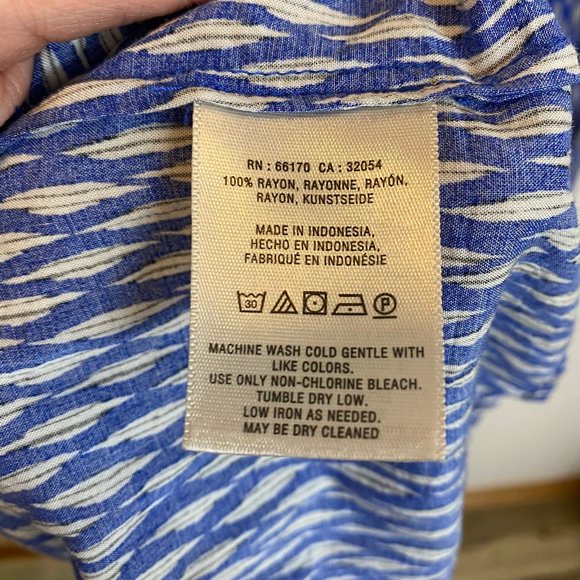 RN : 66170 CA : 32054
100% RAYON, RAYONNE, RAYÓN,
RAYON, KUNSTSEIDE
MADE IN INDONESIA,
HECHO EN INDONESIA,
FABRIQUÉ EN INDONÉSIE
30 P
MACHINE WASH COLD GENTLE WITH
LIKE COLORS.
USE ONLY NON-CHLORINE BLEACH.
TUMBLE DRY LOW.
LOW IRON AS NEEDED.
MAY BE DRY CLEANED